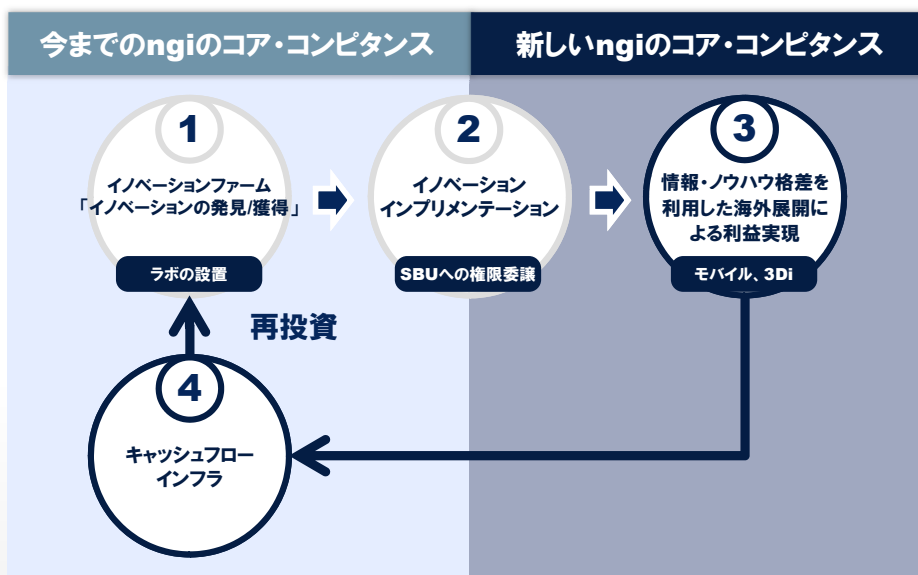 今までのngiのコア・コンピタンス
新しいngiのコア・コンピタンス
1
イノベーションファーム
「イノベーションの発見/獲得」
ラボの設置
2
イノベーション
インプリメンテーション
SBUへの権限委譲
3
情報・ノウハウ格差を
利用した海外展開に
よる利益実現
モバイル、3Di
再投資
4
キャッシュフロー
インフラ